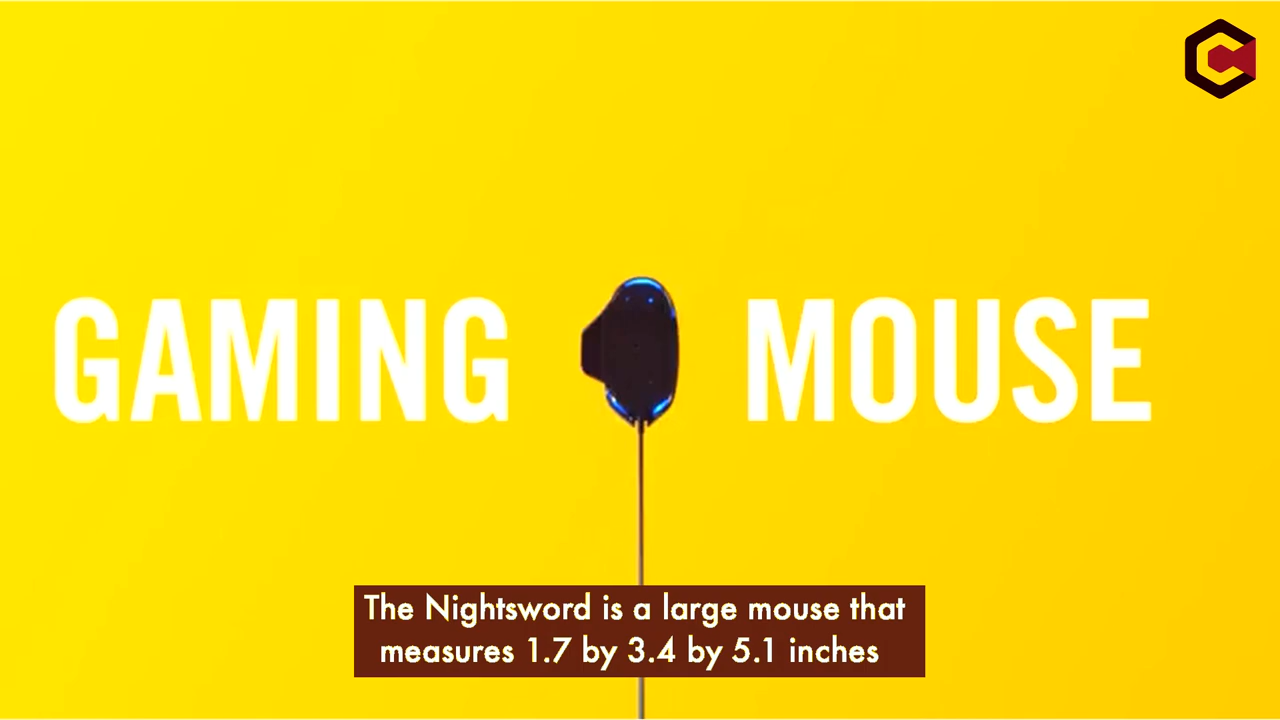 GAMING MOUSE
The Nightsword is a large mouse that
measures 1.7 by 3.4 by 5.1 inches